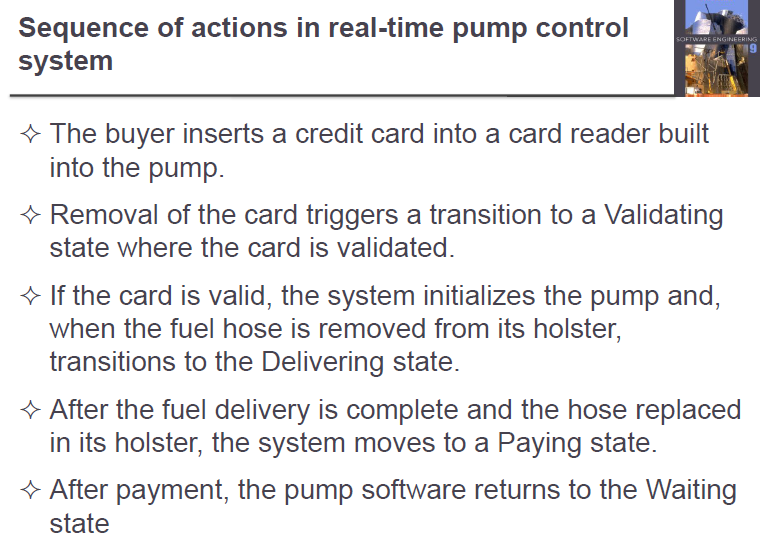 Sequence of actions in real-time pump control
system
SOFTWARE ENGINEERING
9
✧ The buyer inserts a credit card into a card reader built
into the pump.
✧ Removal of the card triggers a transition to a Validating
state where the card is validated.
✧ If the card is valid, the system initializes the pump and,
when the fuel hose is removed from its holster,
transitions to the Delivering state.
✧ After the fuel delivery is complete and the hose replaced
in its holster, the system moves to a Paying state.
✧ After payment, the pump software returns to the Waiting
state